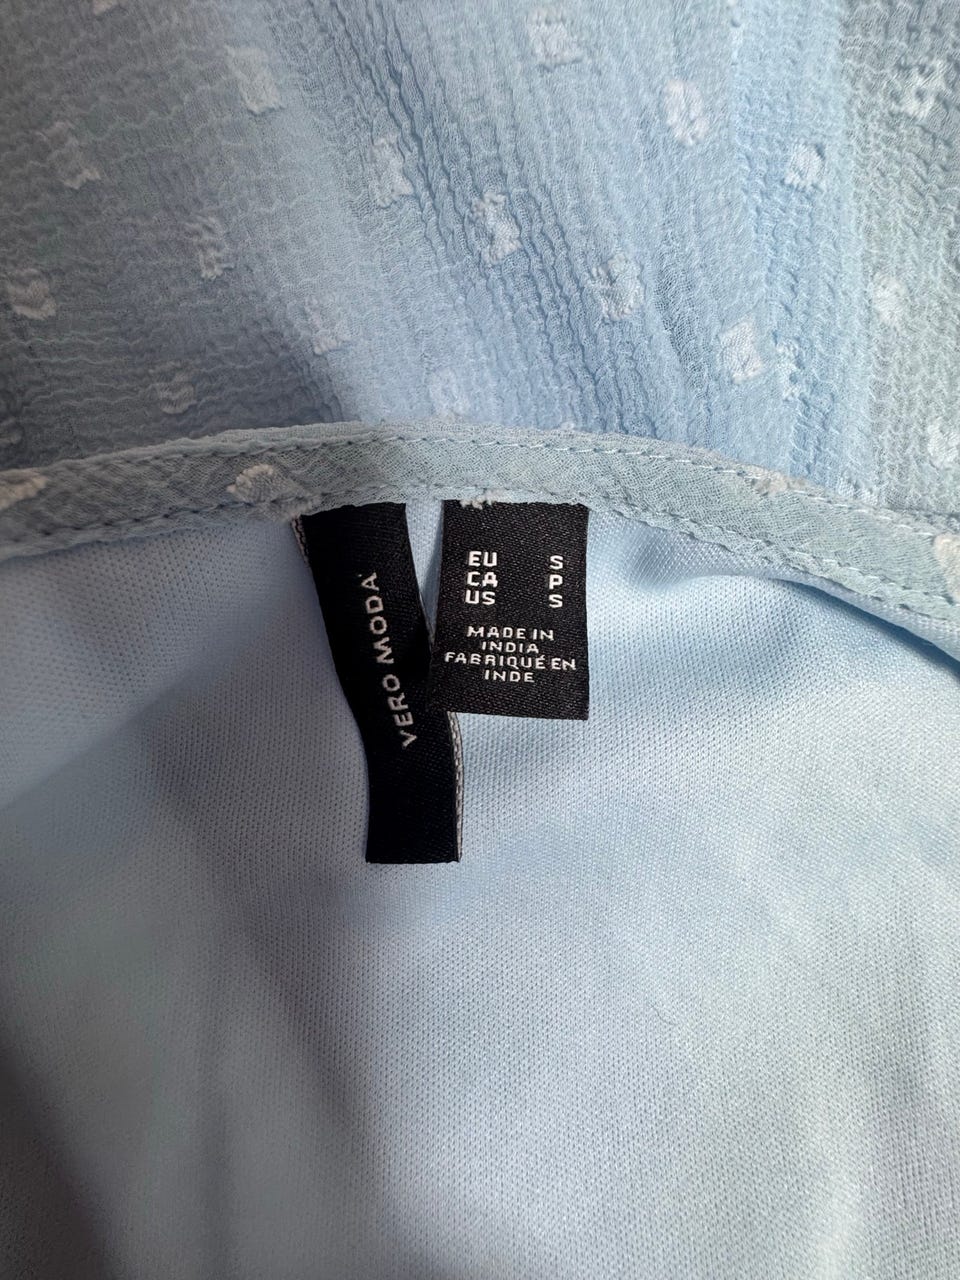 VERO MODA
EU S
CA P
US S
MADE IN
INDIA
FABRIQUÉ EN
INDE